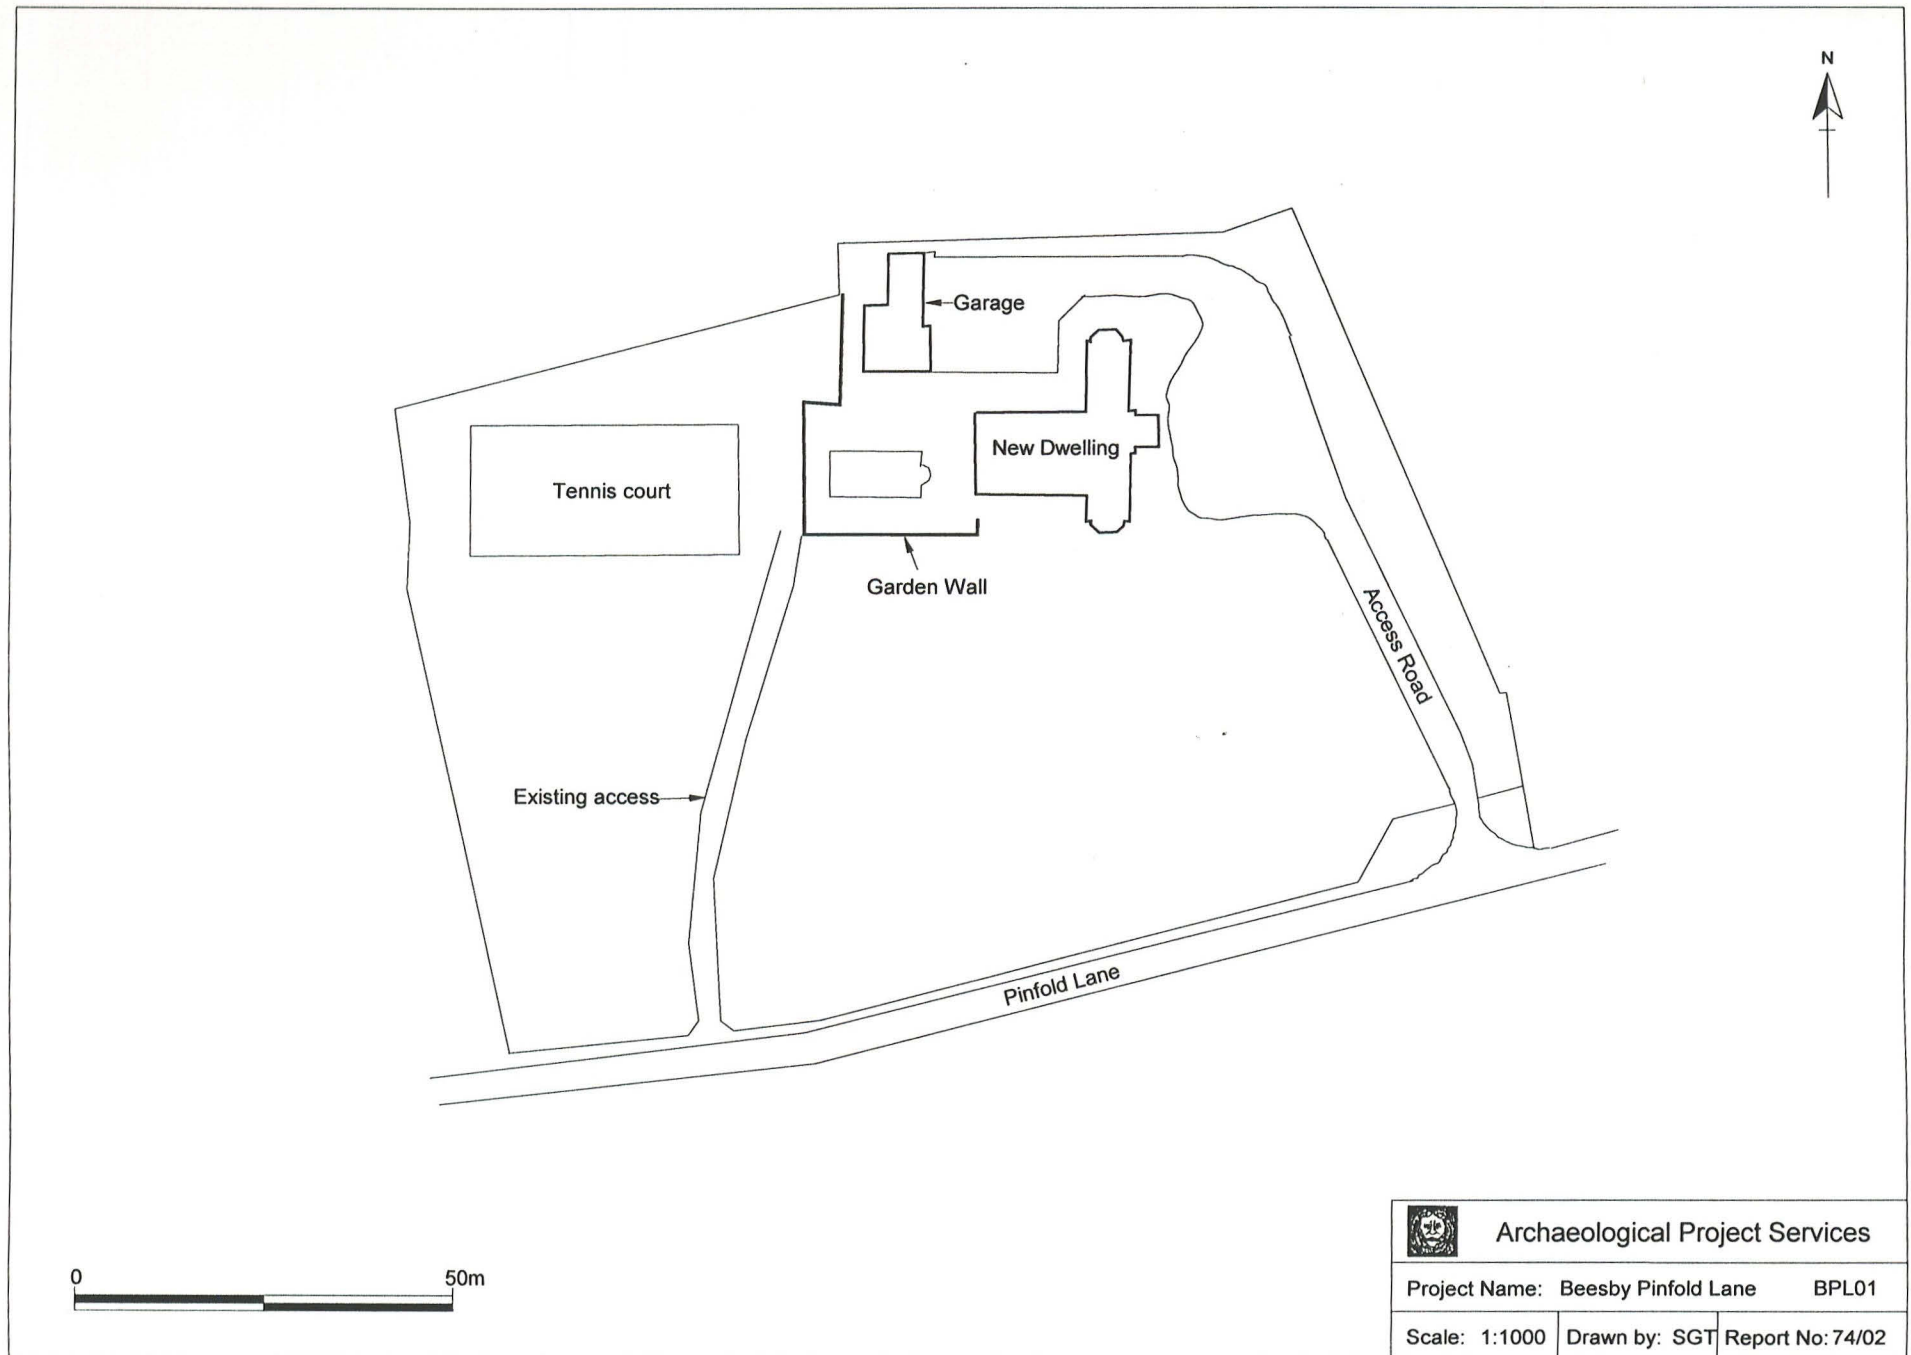 N
Garage
New Dwelling
Tennis court
Garden Wall
Access Road
Existing access
Pinfold Lane
0 50m
Archaeological Project Services
Project Name: Beesby Pinfold Lane BPL01
Scale: 1:1000 Drawn by: SGT Report No: 74/02